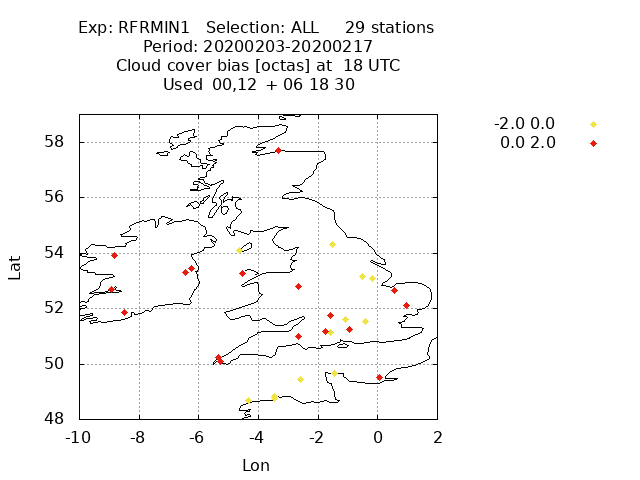 Exp: RFRMIN1   Selection: ALL     29 stations
Period: 20200203-20200217
Cloud cover bias [octas] at  18 UTC
Used  00,12  + 06 18 30
-2.0 0.0
0.0 2.0
58
56
54
52
50
48
Lat
-10 -8 -6 -4 -2 0 2
Lon